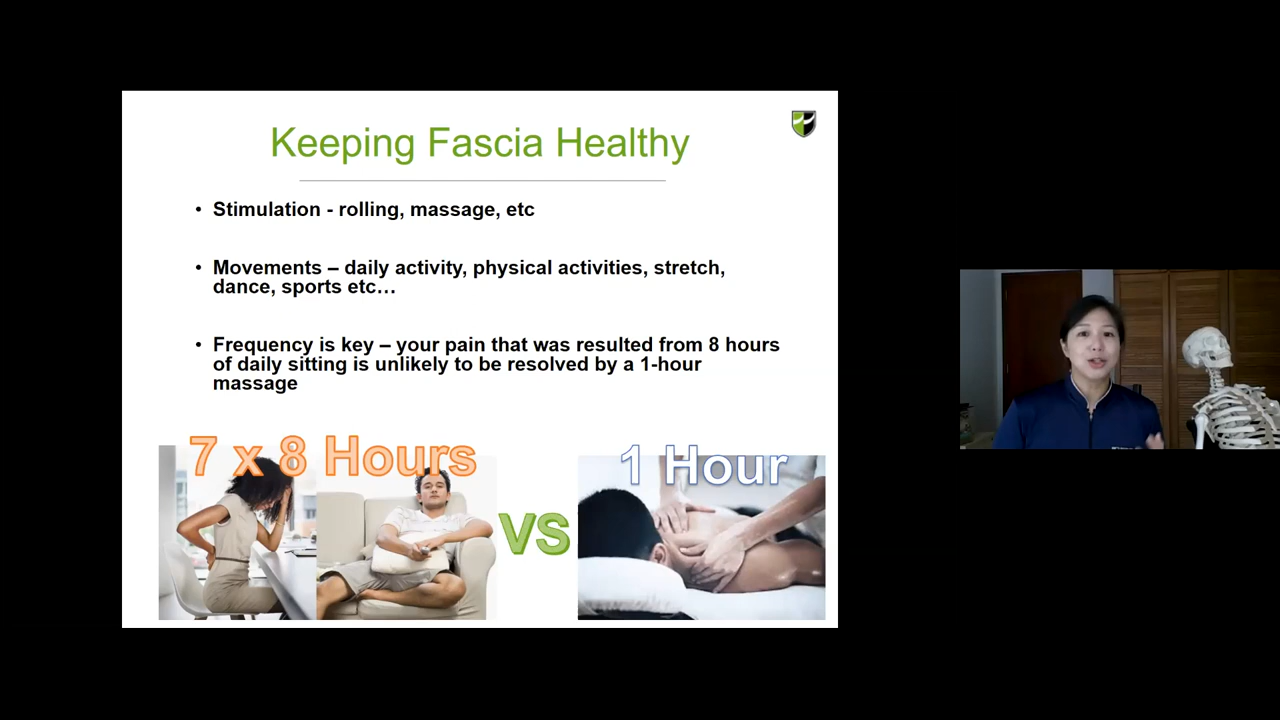 Keeping Fascia Healthy
• Stimulation - rolling, massage, etc
• Movements – daily activity, physical activities, stretch,
dance, sports etc…
• Frequency is key – your pain that was resulted from 8 hours
of daily sitting is unlikely to be resolved by a 1-hour
massage
7 x 8 Hours
VS
1 Hour